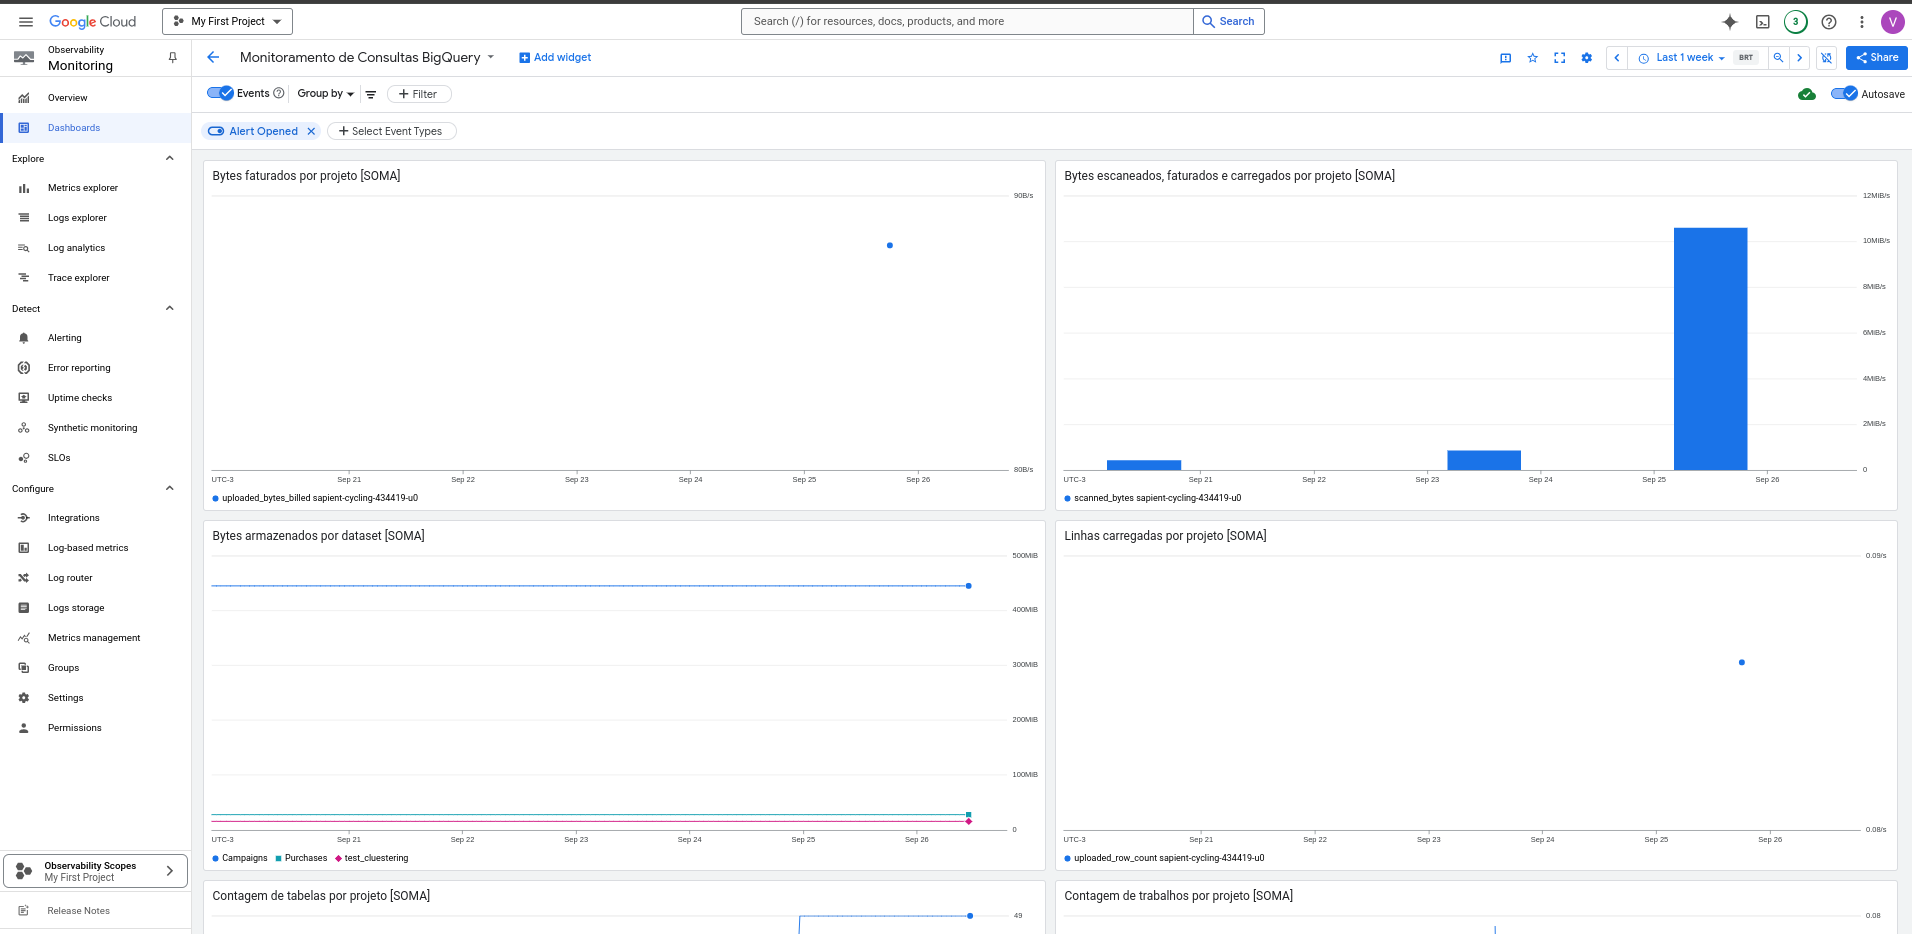 Google Cloud
My First Project
Search (/) for resources, docs, products, and more
Search
3
V
Observability
Monitoring
Monitoramento de Consultas BigQuery
Add widget
Last 1 week
BRT
Share
Overview
Dashboards
Explore
Metrics explorer
Logs explorer
Log analytics
Trace explorer
Detect
Alerting
Error reporting
Uptime checks
Synthetic monitoring
SLOs
Configure
Integrations
Log-based metrics
Log router
Logs storage
Metrics management
Groups
Settings
Permissions
Observability Scopes
My First Project
Release Notes
Events
Group by
Filter
Autosave
Alert Opened
Select Event Types
Bytes faturados por projeto [SOMA]
90B/s
80B/s
UTC-3 Sep 21 Sep 22 Sep 23 Sep 24 Sep 25 Sep 26
uploaded_bytes_billed sapient-cycling-434419-u0
Bytes escaneados, faturados e carregados por projeto [SOMA]
12MiB/s
10MiB/s
8MiB/s
6MiB/s
4MiB/s
2MiB/s
0
UTC-3 Sep 21 Sep 22 Sep 23 Sep 24 Sep 25 Sep 26
scanned_bytes sapient-cycling-434419-u0
Bytes armazenados por dataset [SOMA]
500MiB
400MiB
300MiB
200MiB
100MiB
0
UTC-3 Sep 21 Sep 22 Sep 23 Sep 24 Sep 25 Sep 26
Campaigns Purchases test_cluestering
Linhas carregadas por projeto [SOMA]
0.09/s
0.08/s
UTC-3 Sep 21 Sep 22 Sep 23 Sep 24 Sep 25 Sep 26
uploaded_row_count sapient-cycling-434419-u0
Contagem de tabelas por projeto [SOMA]
49
Contagem de trabalhos por projeto [SOMA]
0.08